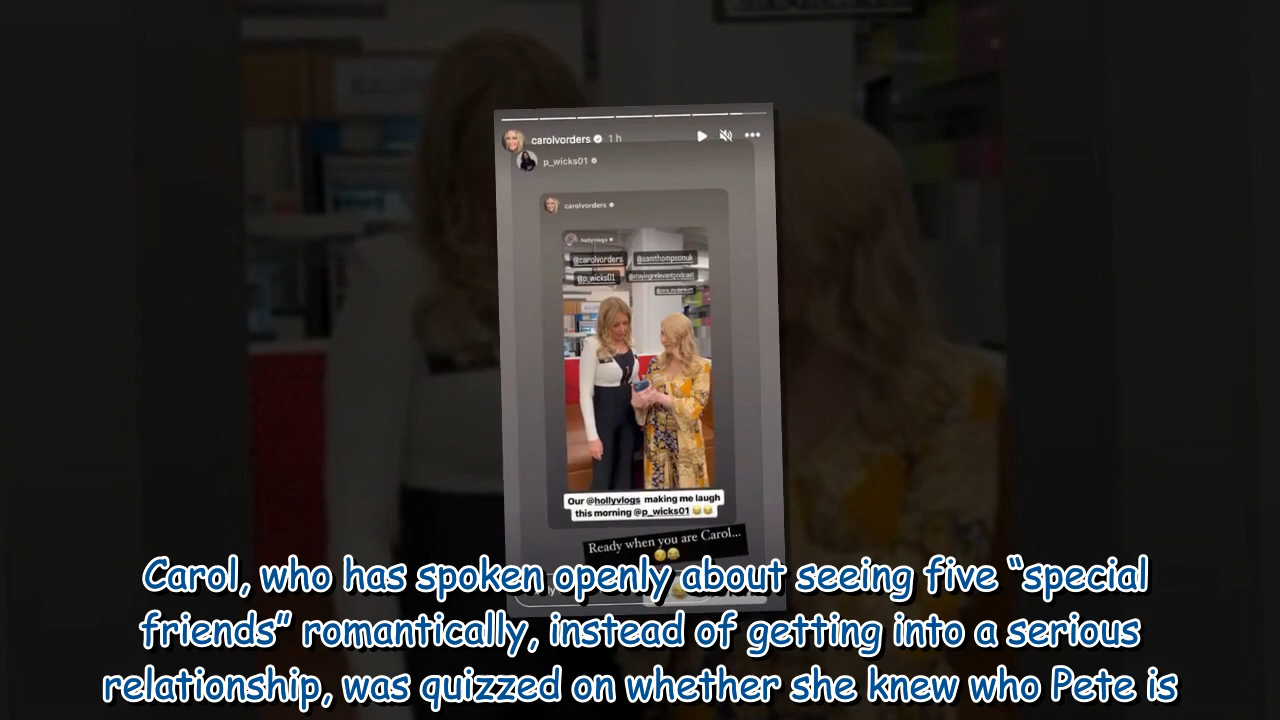 carolvorders 1 h
p_wicks01
carolvorders
hollyvlogs
@carolvorders @samthompsonuk
@p_wicks01 @stayingrelevantpodcast
Our @hollyvlogs making me laugh
this morning @p_wicks01 😂😂
Ready when you are Carol...
Carol, who has spoken openly about seeing five “special
friends” romantically, instead of getting into a serious
relationship, was quizzed on whether she knew who Pete is